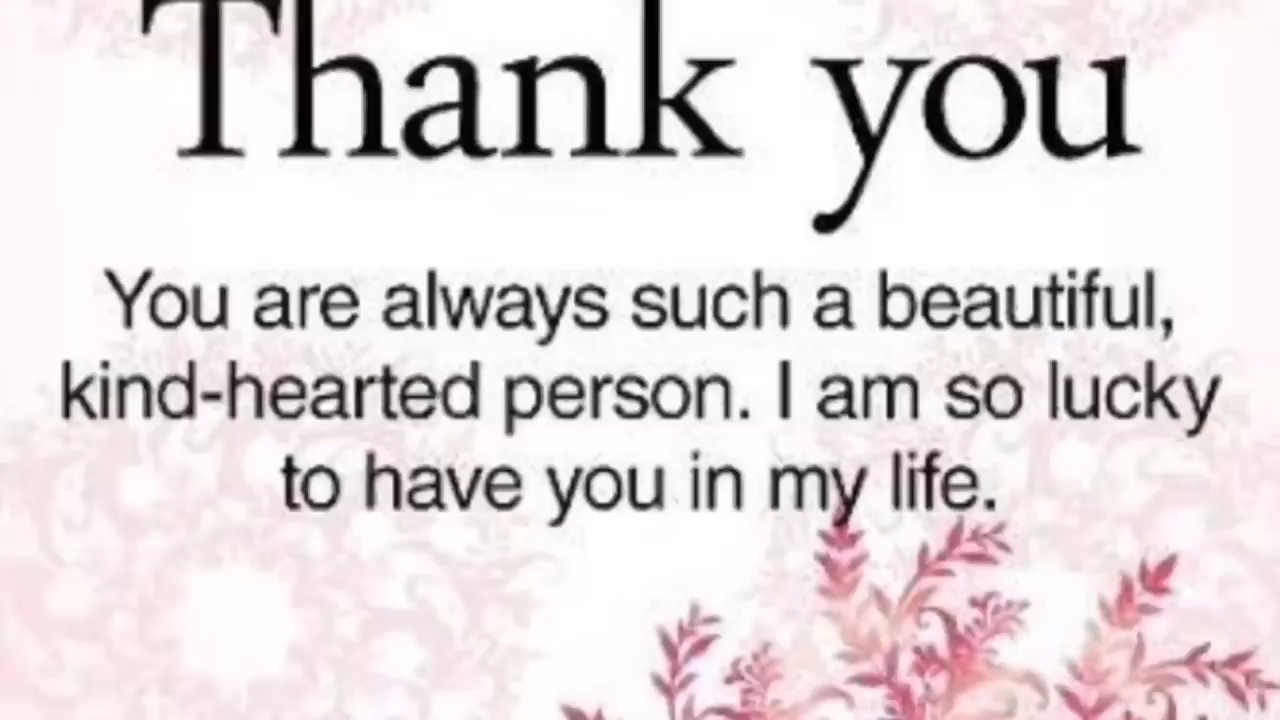 Thank you
You are always such a beautiful,
kind-hearted person. I am so lucky
to have you in my life.